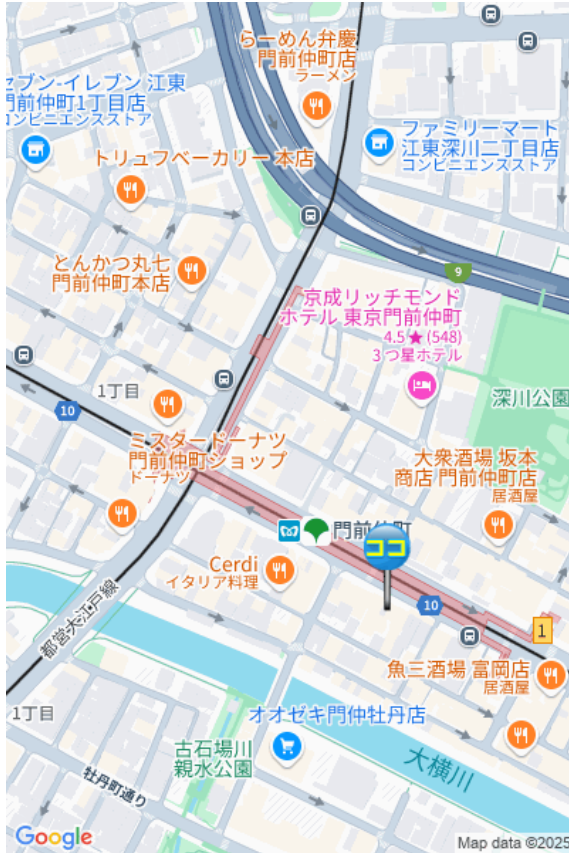 らーめん弁慶
門前仲町店
ラーメン
セブン-イレブン 江東
門前仲町1丁目店
コンビニエンスストア
ファミリーマート
江東深川二丁目店
コンビニエンスストア
トリュフベーカリー 本店
とんかつ丸七
門前仲町本店
9
京成リッチモンド
ホテル 東京門前仲町
4.5★(548)
3つ星ホテル
1丁目
10
深川公園
ミスタードーナツ
門前仲町ショップ
ドーナツ
大衆酒場 坂本
商店 門前仲町店
居酒屋
門前仲町
ココ
Cerdi
イタリア料理
10
1
都営大江戸線
魚三酒場 富岡店
居酒屋
1丁目
オオゼキ門仲牡丹店
古石場川
親水公園
大横川
牡丹町通り
Google
Map data ©2025